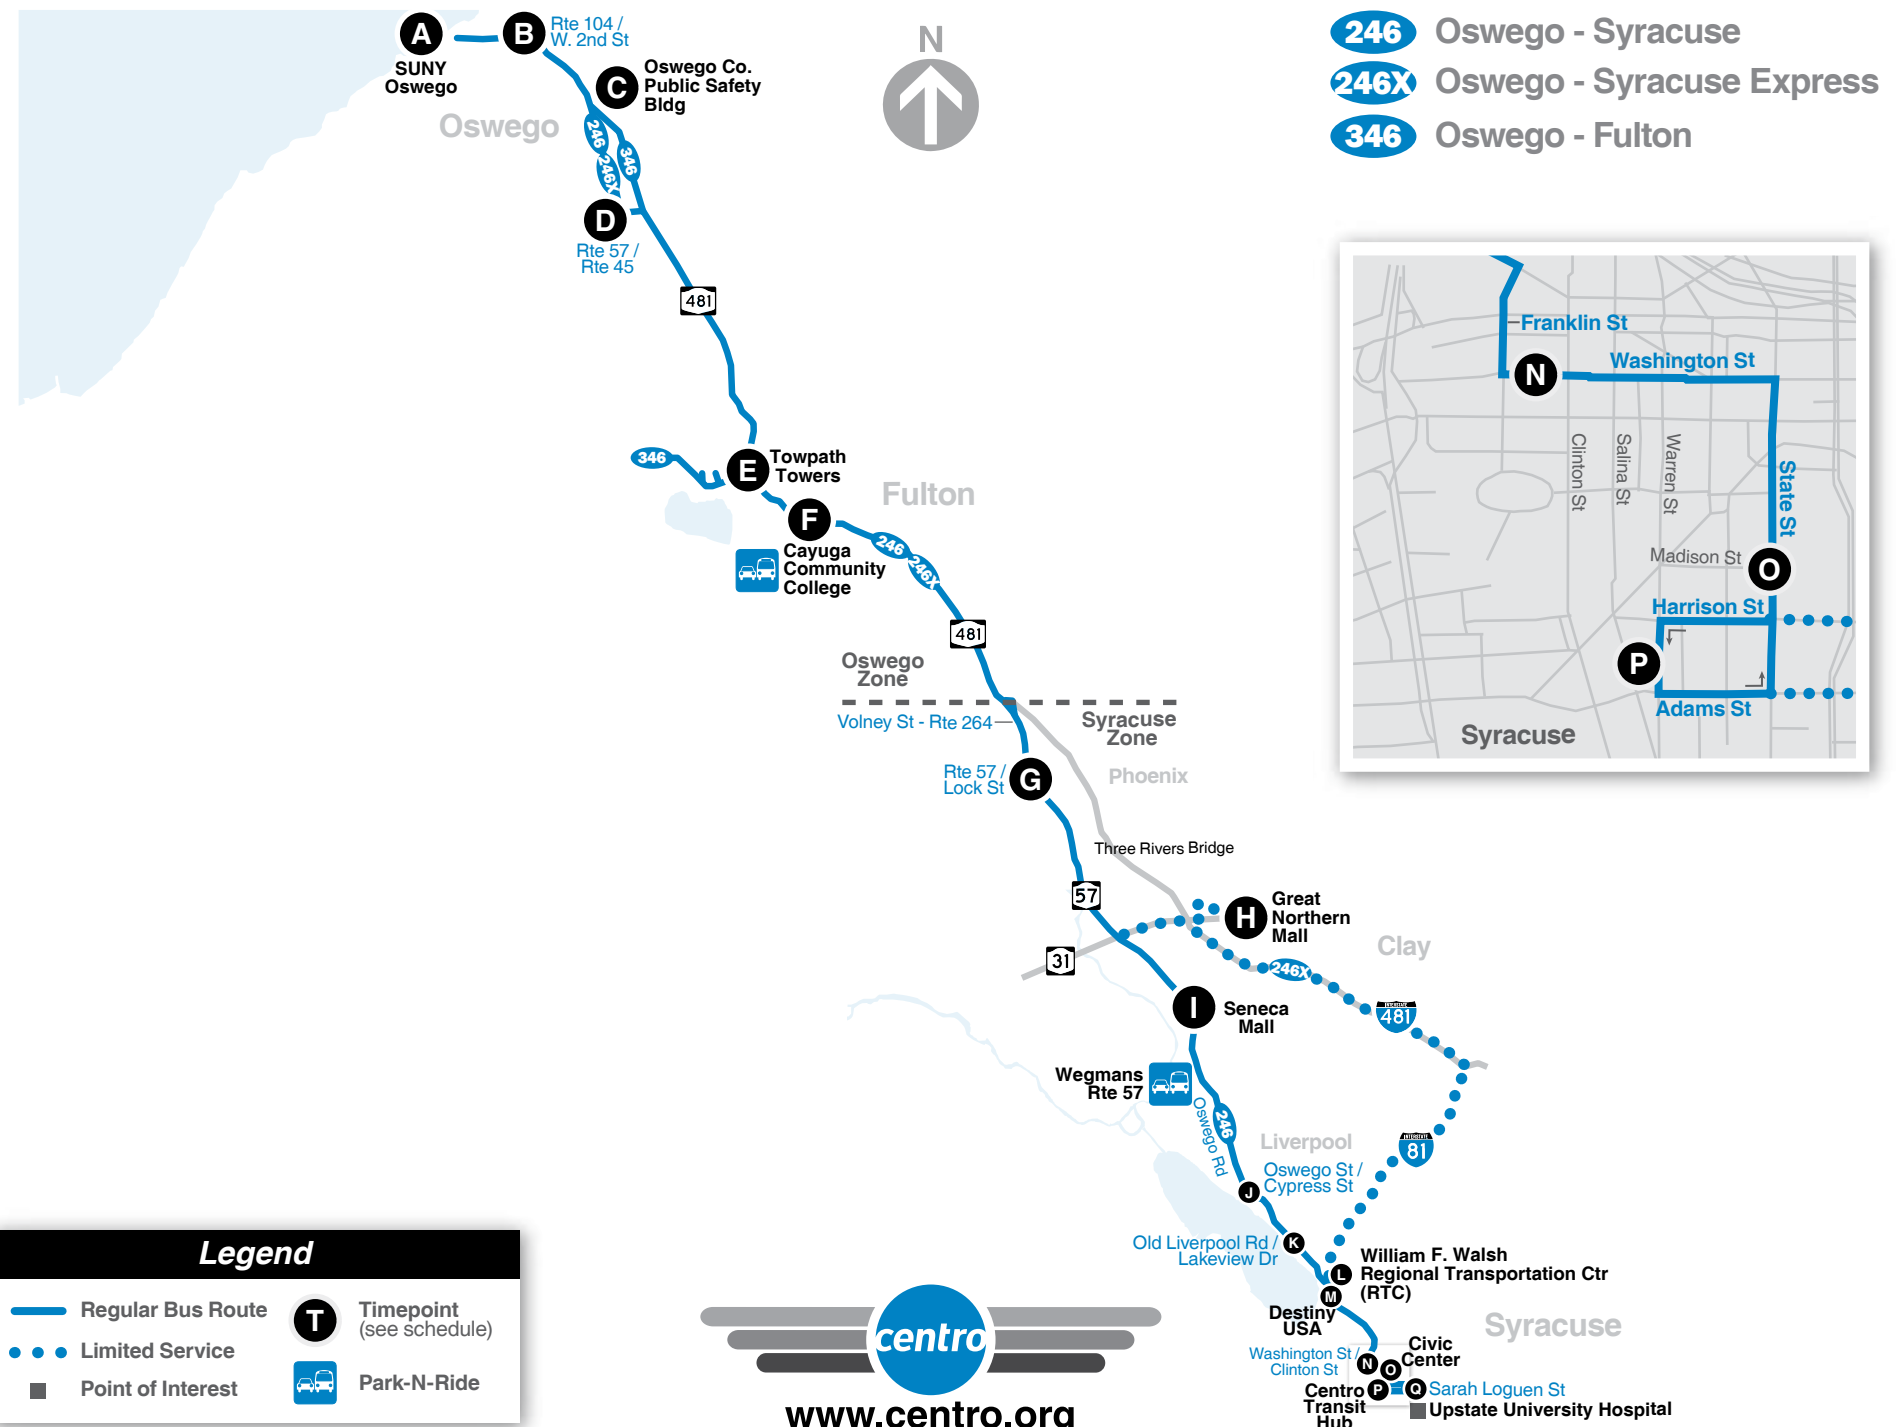 A
SUNY
Oswego
B
Rte 104 /
W. 2nd St
C
Oswego Co.
Public Safety
Bldg
Oswego
246
246X
346
D
Rte 57 /
Rte 45
481
N
246 Oswego - Syracuse
246X Oswego - Syracuse Express
346 Oswego - Fulton
Franklin St
N
Washington St
Clinton St
Salina St
Warren St
State St
Madison St
O
Harrison St
P
Adams St
Syracuse
346
E
Towpath
Towers
Fulton
F
Cayuga
Community
College
246
246X
481
Oswego
Zone
Volney St - Rte 264
Syracuse
Zone
Rte 57 /
Lock St
G
Phoenix
Three Rivers Bridge
57
31
H
Great
Northern
Mall
Clay
246X
INTERSTATE
481
I
Seneca
Mall
Wegmans
Rte 57
Oswego Rd
246
INTERSTATE
81
Liverpool
J
Oswego St /
Cypress St
Old Liverpool Rd /
Lakeview Dr
K
L
William F. Walsh
Regional Transportation Ctr
(RTC)
M
Destiny
USA
Syracuse
Washington St /
Clinton St
N
O
Civic
Center
Centro
Transit
Hub
P
Q
Sarah Loguen St
Upstate University Hospital
Legend
Regular Bus Route
Limited Service
Point of Interest
T
Timepoint
(see schedule)
Park-N-Ride
centro
www.centro.org